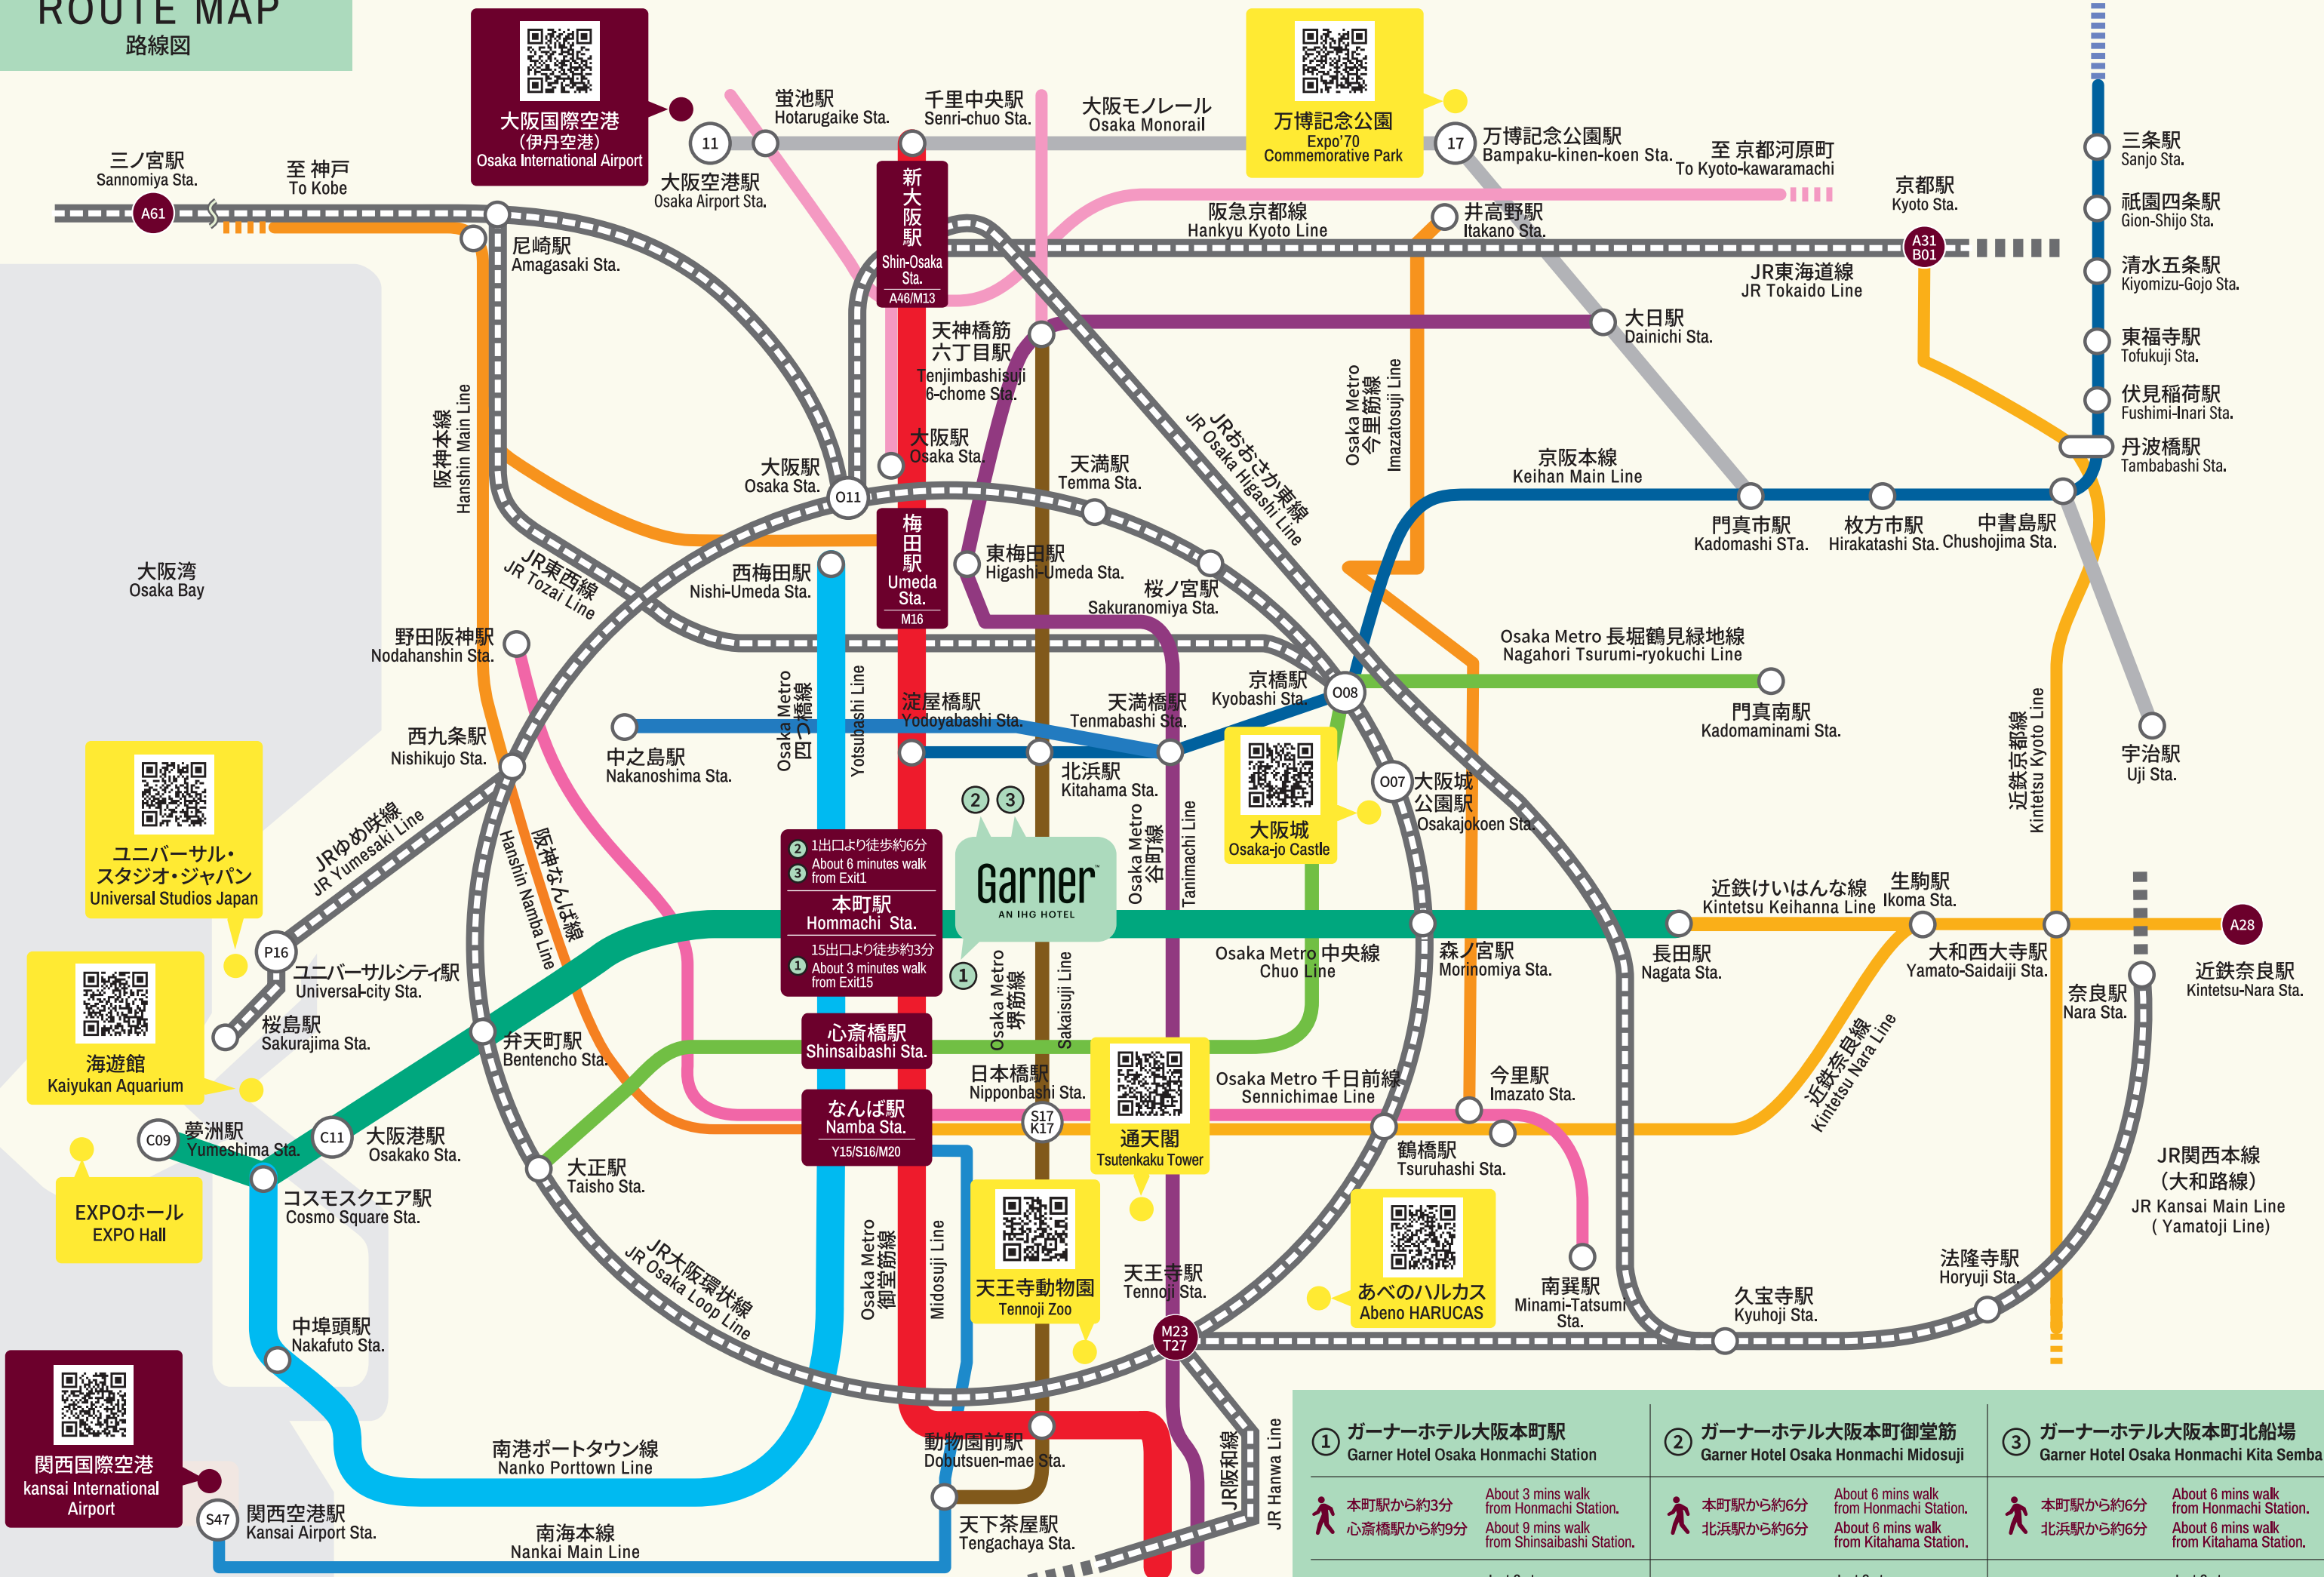 ROUTE MAP
路線図
大阪国際空港
（伊丹空港）
Osaka International Airport
11
大阪空港駅
Osaka Airport Sta.
蛍池駅
Hotarugaike Sta.
千里中央駅
Senri-chuo Sta.
大阪モノレール
Osaka Monorail
万博記念公園
Expo'70
Commemorative Park
17
万博記念公園駅
Bampaku-kinen-koen Sta.
至 京都河原町
To Kyoto-kawaramachi
三条駅
Sanjo Sta.
三ノ宮駅
Sannomiya Sta.
A61
至 神戸
To Kobe
尼崎駅
Amagasaki Sta.
新大阪駅
Shin-Osaka
Sta.
A46/M13
阪急京都線
Hankyu Kyoto Line
井高野駅
Itakano Sta.
京都駅
Kyoto Sta.
A31
B01
JR東海道線
JR Tokaido Line
祇園四条駅
Gion-Shijo Sta.
清水五条駅
Kiyomizu-Gojo Sta.
東福寺駅
Tofukuji Sta.
伏見稲荷駅
Fushimi-Inari Sta.
丹波橋駅
Tambabashi Sta.
天神橋筋
六丁目駅
Tenjimbashisuji
6-chome Sta.
大日駅
Dainichi Sta.
阪神本線
Hanshin Main Line
大阪駅
Osaka Sta.
大阪駅
Osaka Sta.
O11
天満駅
Temma Sta.
JRおおさか東線
JR Osaka Higashi Line
Osaka Metro
今里筋線
Imazatosuji Line
京阪本線
Keihan Main Line
門真市駅
Kadomashi STa.
枚方市駅
Hirakatashi Sta.
中書島駅
Chushojima Sta.
大阪湾
Osaka Bay
JR東西線
JR Tozai Line
西梅田駅
Nishi-Umeda Sta.
梅田駅
Umeda
Sta.
M16
東梅田駅
Higashi-Umeda Sta.
桜ノ宮駅
Sakuranomiya Sta.
野田阪神駅
Nodahanshin Sta.
Osaka Metro 長堀鶴見緑地線
Nagahori Tsurumi-ryokuchi Line
門真南駅
Kadomaminami Sta.
京橋駅
Kyobashi Sta.
O08
Osaka Metro
四つ橋線
Yotsubashi Line
淀屋橋駅
Yodoyabashi Sta.
天満橋駅
Tenmabashi Sta.
西九条駅
Nishikujo Sta.
中之島駅
Nakanoshima Sta.
北浜駅
Kitahama Sta.
近鉄京都線
Kintetsu Kyoto Line
宇治駅
Uji Sta.
O07
大阪城
公園駅
Osakajokoen Sta.
大阪城
Osaka-jo Castle
ユニバーサル・
スタジオ・ジャパン
Universal Studios Japan
JRゆめ咲線
JR Yumesaki Line
阪神なんば線
Hanshin Namba Line
2
3
1出口より徒歩約6分
About 6 minutes walk
from Exit1
本町駅
Hommachi Sta.
1
15出口より徒歩約3分
About 3 minutes walk
from Exit15
2
3
Garner™
AN IHG HOTEL
1
Osaka Metro
谷町線
Tanimachi Line
近鉄けいはんな線
Kintetsu Keihanna Line
生駒駅
Ikoma Sta.
A28
近鉄奈良駅
Kintetsu-Nara Sta.
大和西大寺駅
Yamato-Saidaiji Sta.
奈良駅
Nara Sta.
長田駅
Nagata Sta.
森ノ宮駅
Morinomiya Sta.
Osaka Metro 中央線
Chuo Line
P16
ユニバーサルシティ駅
Universal-city Sta.
桜島駅
Sakurajima Sta.
海遊館
Kaiyukan Aquarium
弁天町駅
Bentencho Sta.
心斎橋駅
Shinsaibashi Sta.
Osaka Metro
堺筋線
Sakaisuji Line
日本橋駅
Nipponbashi Sta.
S17
K17
なんば駅
Namba Sta.
Y15/S16/M20
通天閣
Tsutenkaku Tower
Osaka Metro 千日前線
Sennichimae Line
今里駅
Imazato Sta.
鶴橋駅
Tsuruhashi Sta.
近鉄奈良線
Kintetsu Nara Line
C09
夢洲駅
Yumeshima Sta.
C11
大阪港駅
Osakako Sta.
コスモスクエア駅
Cosmo Square Sta.
EXPOホール
EXPO Hall
大正駅
Taisho Sta.
JR大阪環状線
JR Osaka Loop Line
Osaka Metro
御堂筋線
Midosuji Line
天王寺動物園
Tennoji Zoo
天王寺駅
Tennoji Sta.
M23
T27
あべのハルカス
Abeno HARUCAS
南巽駅
Minami-Tatsumi
Sta.
久宝寺駅
Kyuhoji Sta.
法隆寺駅
Horyuji Sta.
JR関西本線
（大和路線）
JR Kansai Main Line
( Yamatoji Line)
中埠頭駅
Nakafuto Sta.
関西国際空港
kansai International
Airport
S47
関西空港駅
Kansai Airport Sta.
南港ポートタウン線
Nanko Porttown Line
南海本線
Nankai Main Line
動物園前駅
Dobutsuen-mae Sta.
天下茶屋駅
Tengachaya Sta.
JR阪和線
JR Hanwa Line
1
ガーナーホテル大阪本町駅
Garner Hotel Osaka Honmachi Station
本町駅から約3分
About 3 mins walk
from Honmachi Station.
心斎橋駅から約9分
About 9 mins walk
from Shinsaibashi Station.
2
ガーナーホテル大阪本町御堂筋
Garner Hotel Osaka Honmachi Midosuji
本町駅から約6分
About 6 mins walk
from Honmachi Station.
北浜駅から約6分
About 6 mins walk
from Kitahama Station.
3
ガーナーホテル大阪本町北船場
Garner Hotel Osaka Honmachi Kita Semba
本町駅から約6分
About 6 mins walk
from Honmachi Station.
北浜駅から約6分
About 6 mins walk
from Kitahama Station.